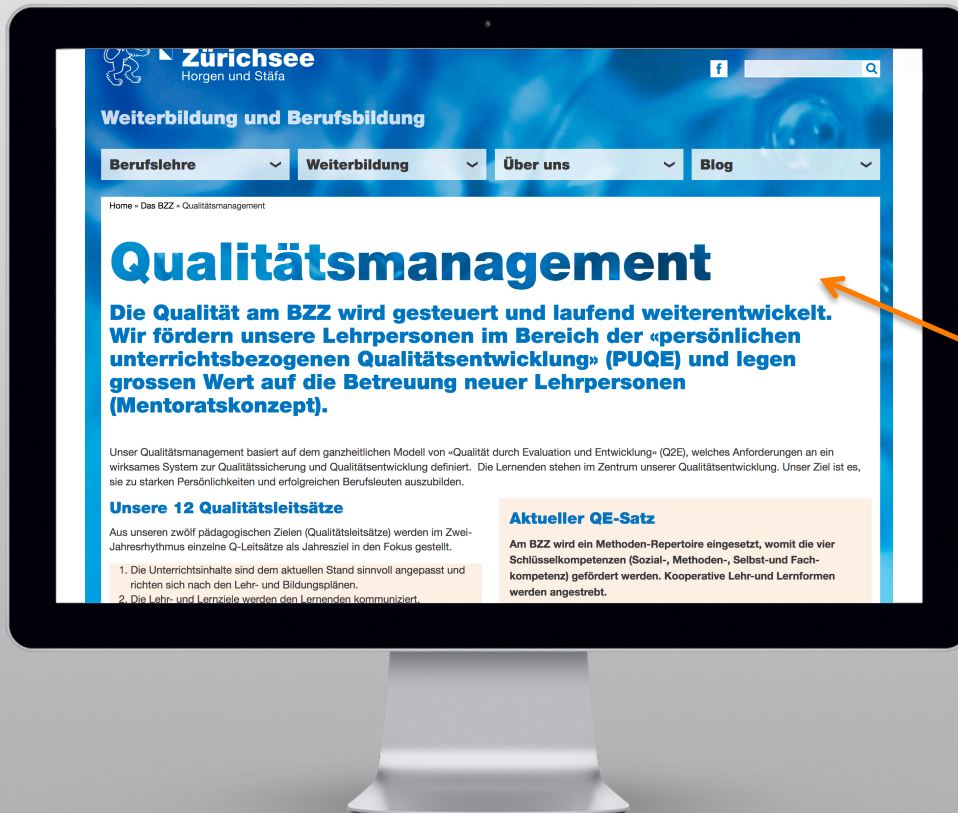 Zürichsee
Horgen und Stäfa
f
Weiterbildung und Berufsbildung
Berufslehre
Weiterbildung
Über uns
Blog
Home » Das BZZ » Qualitätsmanagement
Qualitätsmanagement
Die Qualität am BZZ wird gesteuert und laufend weiterentwickelt.
Wir fördern unsere Lehrpersonen im Bereich der «persönlichen
unterrichtsbezogenen Qualitätsentwicklung» (PUQE) und legen
grossen Wert auf die Betreuung neuer Lehrpersonen
(Mentoratskonzept).
Unser Qualitätsmanagement basiert auf dem ganzheitlichen Modell von «Qualität durch Evaluation und Entwicklung» (Q2E), welches Anforderungen an ein
wirksames System zur Qualitätssicherung und Qualitätsentwicklung definiert. Die Lernenden stehen im Zentrum unserer Qualitätsentwicklung. Unser Ziel ist es,
sie zu starken Persönlichkeiten und erfolgreichen Berufsleuten auszubilden.
Unsere 12 Qualitätsleitsätze
Aus unseren zwölf pädagogischen Zielen (Qualitätsleitsätze) werden im Zwei-
Jahresrhythmus einzelne Q-Leitsätze als Jahresziel in den Fokus gestellt.
1. Die Unterrichtsinhalte sind dem aktuellen Stand sinnvoll angepasst und
richten sich nach den Lehr- und Bildungsplänen.
2. Die Lehr- und Lernziele werden den Lernenden kommuniziert.
Aktueller QE-Satz
Am BZZ wird ein Methoden-Repertoire eingesetzt, womit die vier
Schlüsselkompetenzen (Sozial-, Methoden-, Selbst-und Fach-
kompetenz) gefördert werden. Kooperative Lehr-und Lernformen
werden angestrebt.